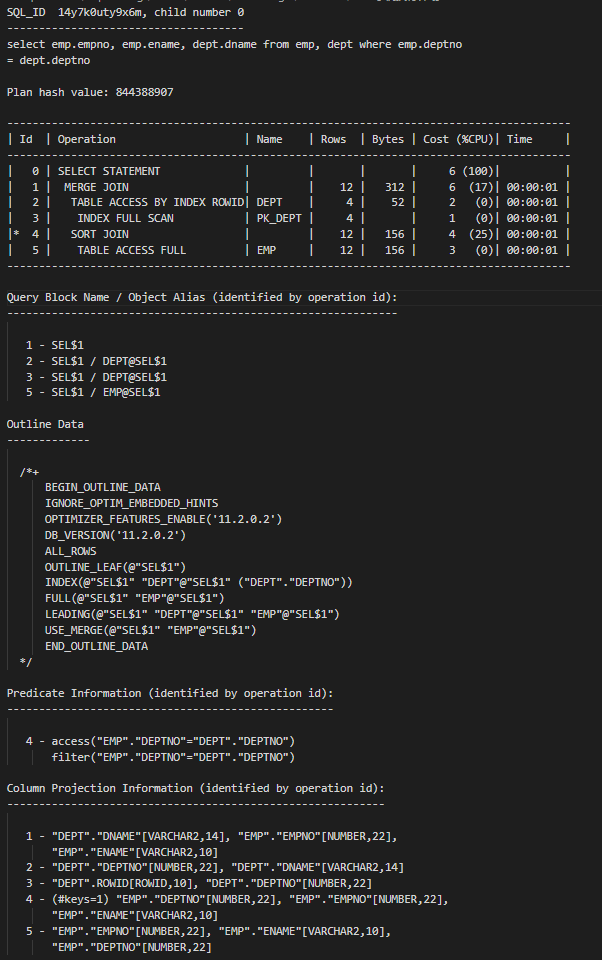 SQL_ID  14y7k0uty9x6m, child number 0
-------------------------------------
select emp.empno, emp.ename, dept.dname from emp, dept where emp.deptno
= dept.deptno

Plan hash value: 844388907

----------------------------------------------------------------------------------------
| Id  | Operation                    | Name    | Rows  | Bytes | Cost (%CPU)| Time     |
----------------------------------------------------------------------------------------
|   0 | SELECT STATEMENT             |         |       |       |     6 (100)|          |
|   1 |  MERGE JOIN                  |         |    12 |   312 |     6  (17)| 00:00:01 |
|   2 |   TABLE ACCESS BY INDEX ROWID| DEPT    |     4 |    52 |     2   (0)| 00:00:01 |
|   3 |    INDEX FULL SCAN           | PK_DEPT |     4 |       |     1   (0)| 00:00:01 |
|*  4 |   SORT JOIN                  |         |    12 |   156 |     4  (25)| 00:00:01 |
|   5 |    TABLE ACCESS FULL         | EMP     |    12 |   156 |     3   (0)| 00:00:01 |
----------------------------------------------------------------------------------------

Query Block Name / Object Alias (identified by operation id):
-------------------------------------------------------------

   1 - SEL$1
   2 - SEL$1 / DEPT@SEL$1
   3 - SEL$1 / DEPT@SEL$1
   5 - SEL$1 / EMP@SEL$1

Outline Data
-------------

  /*+
      BEGIN_OUTLINE_DATA
      IGNORE_OPTIM_EMBEDDED_HINTS
      OPTIMIZER_FEATURES_ENABLE('11.2.0.2')
      DB_VERSION('11.2.0.2')
      ALL_ROWS
      OUTLINE_LEAF(@"SEL$1")
      INDEX(@"SEL$1" "DEPT"@"SEL$1" ("DEPT"."DEPTNO"))
      FULL(@"SEL$1" "EMP"@"SEL$1")
      LEADING(@"SEL$1" "DEPT"@"SEL$1" "EMP"@"SEL$1")
      USE_MERGE(@"SEL$1" "EMP"@"SEL$1")
      END_OUTLINE_DATA
  */

Predicate Information (identified by operation id):
---------------------------------------------------

   4 - access("EMP"."DEPTNO"="DEPT"."DEPTNO")
       filter("EMP"."DEPTNO"="DEPT"."DEPTNO")

Column Projection Information (identified by operation id):
-----------------------------------------------------------

   1 - "DEPT"."DNAME"[VARCHAR2,14], "EMP"."EMPNO"[NUMBER,22],
       "EMP"."ENAME"[VARCHAR2,10]
   2 - "DEPT"."DEPTNO"[NUMBER,22], "DEPT"."DNAME"[VARCHAR2,14]
   3 - "DEPT".ROWID[ROWID,10], "DEPT"."DEPTNO"[NUMBER,22]
   4 - (#keys=1) "EMP"."DEPTNO"[NUMBER,22], "EMP"."EMPNO"[NUMBER,22],
       "EMP"."ENAME"[VARCHAR2,10]
   5 - "EMP"."EMPNO"[NUMBER,22], "EMP"."ENAME"[VARCHAR2,10],
       "EMP"."DEPTNO"[NUMBER,22]